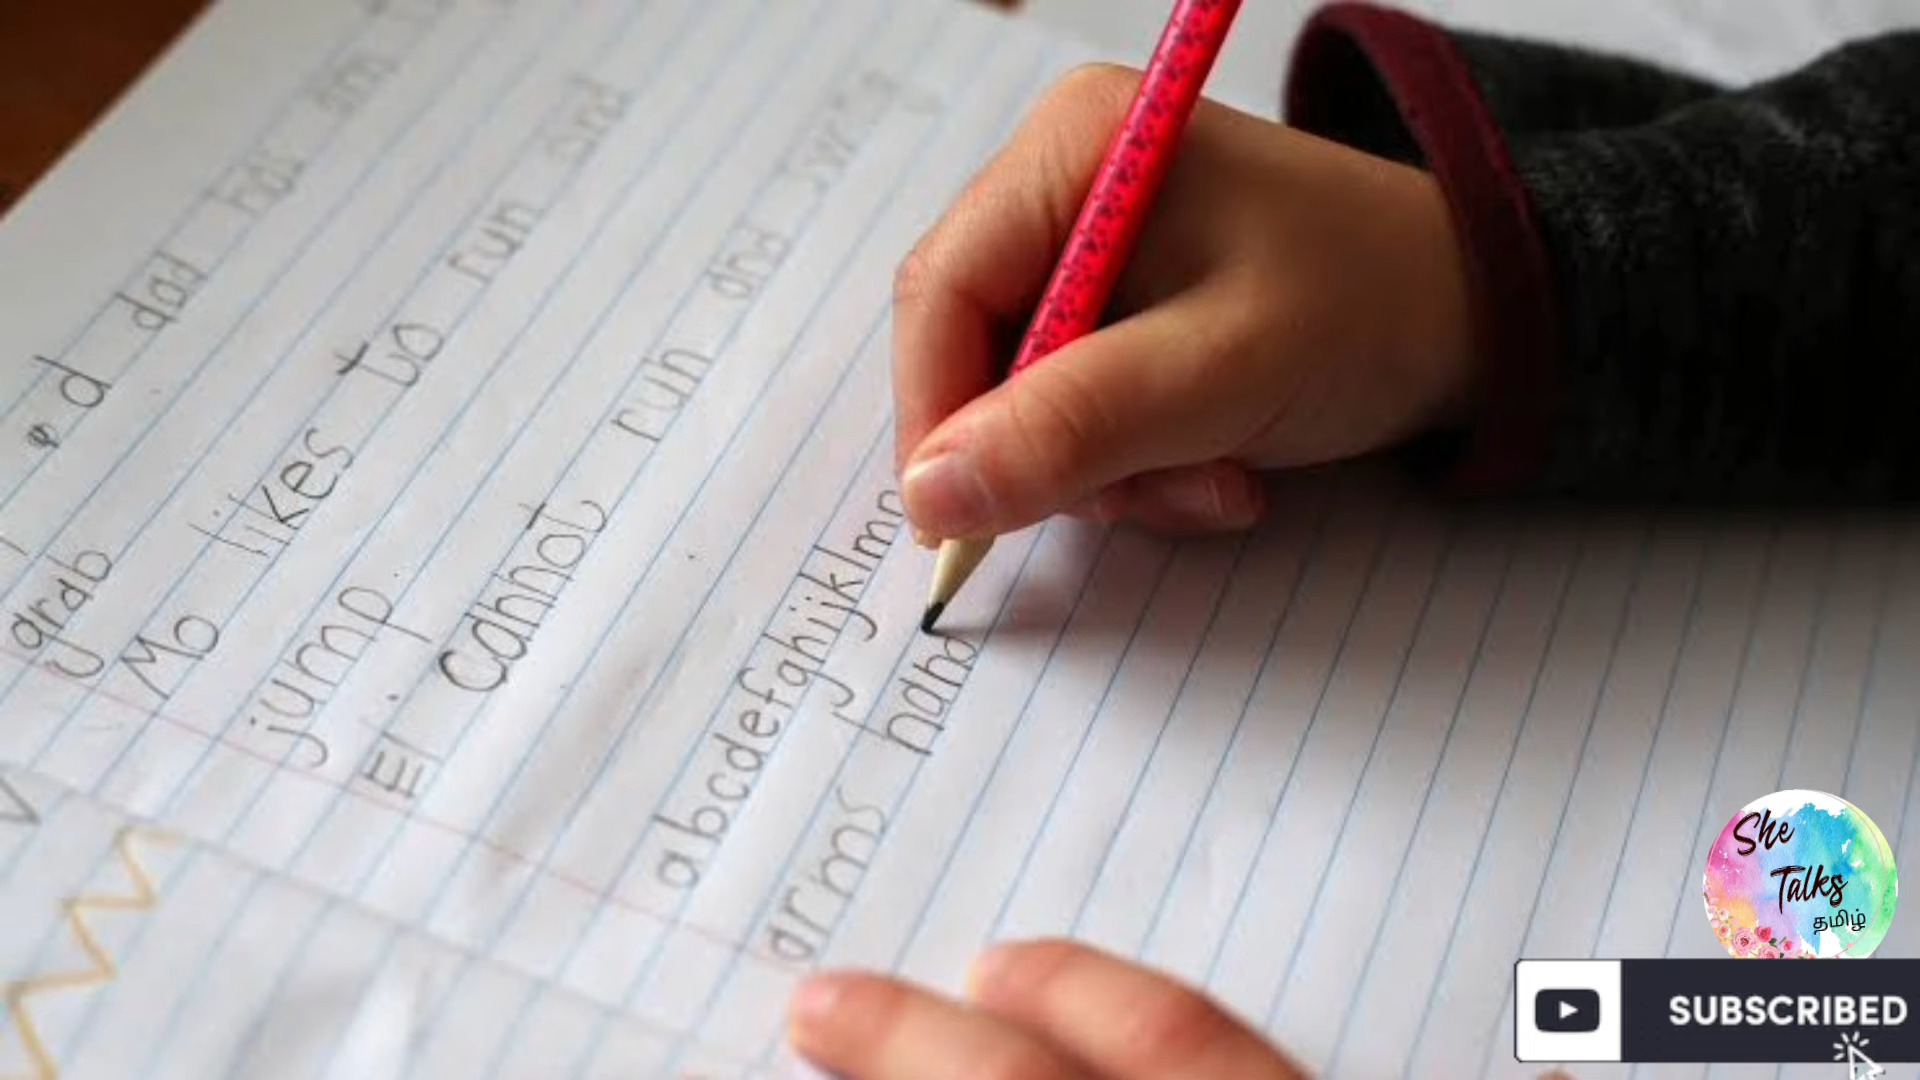 d dad
grab
Mo likes to run and
jump.
El cannot run and
abcdefghijklmn
arms hand
She
Talks
தமிழ்
SUBSCRIBED